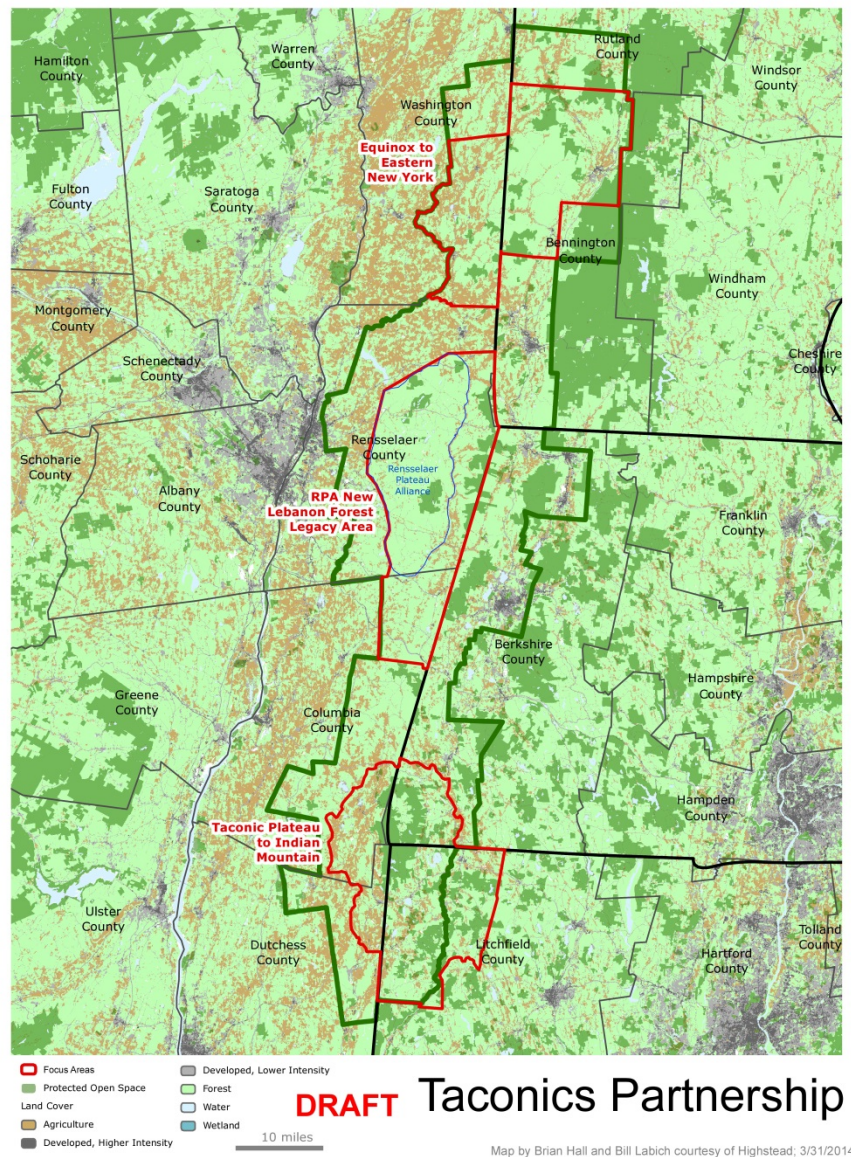 Hamilton
County
Warren
County
Rutland
County
Windsor
County
Washington
County
Equinox to
Eastern
New York
Fulton
County
Saratoga
County
Bennington
County
Windham
County
Montgomery
County
Schenectady
County
Cheshire
County
Rensselaer
County
Rensselaer
Plateau
Alliance
Schoharie
County
Albany
County
RPA New
Lebanon Forest
Legacy Area
Franklin
County
Berkshire
County
Hampshire
County
Greene
County
Columbia
County
Hampden
County
Taconic Plateau
to Indian
Mountain
Ulster
County
Dutchess
County
Litchfield
County
Hartford
County
Tolland
County
Focus Areas
Protected Open Space
Land Cover
Agriculture
Developed, Higher Intensity
Developed, Lower Intensity
Forest
Water
Wetland
10 miles
DRAFT Taconics Partnership
Map by Brian Hall and Bill Labich courtesy of Highstead; 3/31/2014